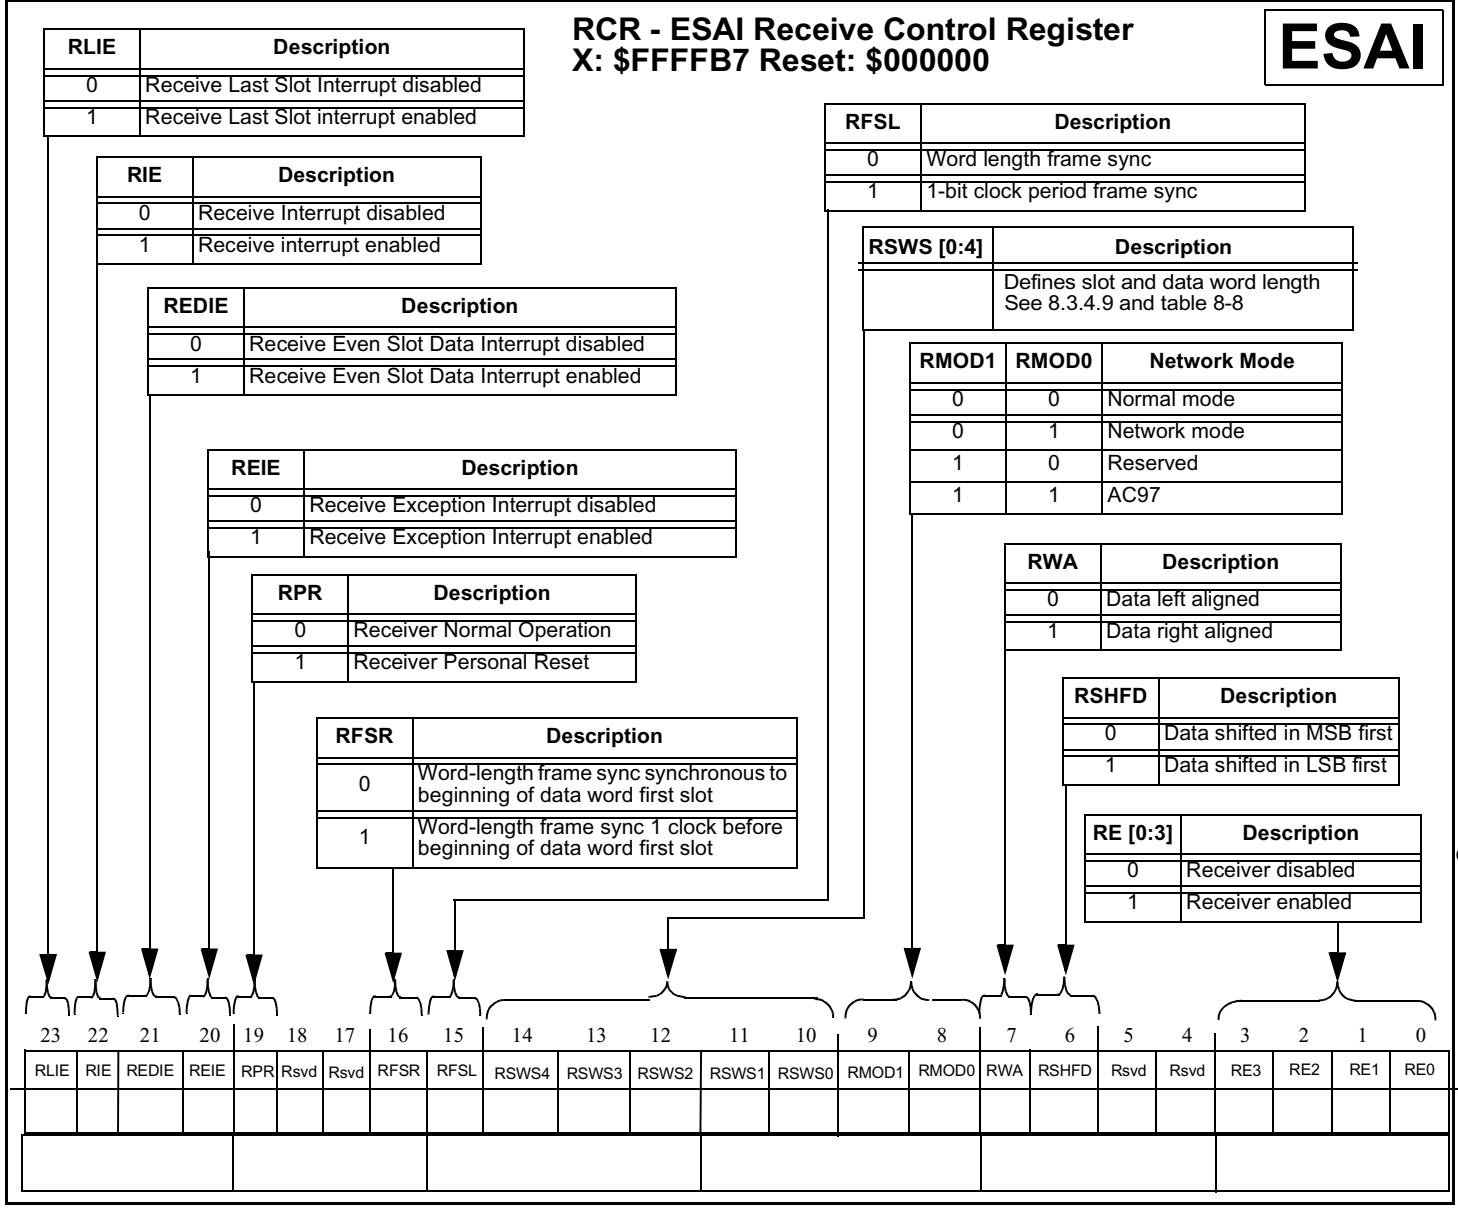 RCR - ESAI Receive Control Register
X: $FFFFB7 Reset: $000000
ESAI
RLIE Description
0 Receive Last Slot Interrupt disabled
1 Receive Last Slot interrupt enabled
RIE Description
0 Receive Interrupt disabled
1 Receive interrupt enabled
REDIE Description
0 Receive Even Slot Data Interrupt disabled
1 Receive Even Slot Data Interrupt enabled
REIE Description
0 Receive Exception Interrupt disabled
1 Receive Exception Interrupt enabled
RPR Description
0 Receiver Normal Operation
1 Receiver Personal Reset
RFSR Description
0 Word-length frame sync synchronous to
beginning of data word first slot
1 Word-length frame sync 1 clock before
beginning of data word first slot
RFSL Description
0 Word length frame sync
1 1-bit clock period frame sync
RSWS [0:4] Description
Defines slot and data word length
See 8.3.4.9 and table 8-8
RMOD1 RMOD0 Network Mode
0 0 Normal mode
0 1 Network mode
1 0 Reserved
1 1 AC97
RWA Description
0 Data left aligned
1 Data right aligned
RSHFD Description
0 Data shifted in MSB first
1 Data shifted in LSB first
RE [0:3] Description
0 Receiver disabled
1 Receiver enabled
23 22 21 20 19 18 17 16 15 14 13 12 11 10 9 8 7 6 5 4 3 2 1 0
RLIE RIE REDIE REIE RPR Rsvd Rsvd RFSR RFSL RSWS4 RSWS3 RSWS2 RSWS1 RSWS0 RMOD1 RMOD0 RWA RSHFD Rsvd Rsvd RE3 RE2 RE1 RE0